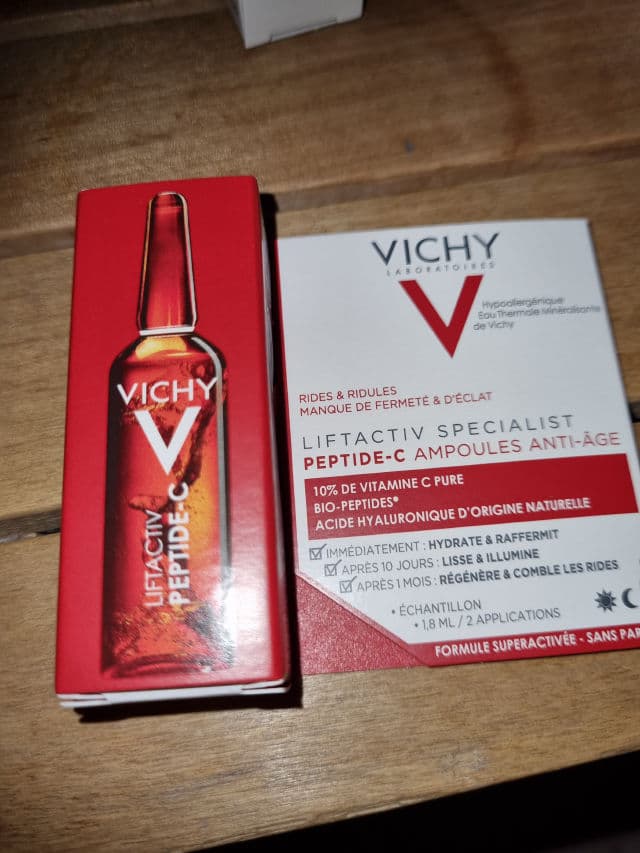 VICHY
LIFTACTIV
PEPTIDE-C
VICHY
LABORATOIRES
Hypoallergénique
Eau Thermale Minéralisante
de Vichy
RIDES & RIDULES
MANQUE DE FERMETÉ & D'ÉCLAT
LIFTACTIV SPECIALIST
PEPTIDE-C AMPOULES ANTI-ÂGE
10% DE VITAMINE C PURE
BIO-PEPTIDES*
ACIDE HYALURONIQUE D'ORIGINE NATURELLE
IMMÉDIATEMENT : HYDRATE & RAFFERMIT
APRÈS 10 JOURS : LISSE & ILLUMINE
APRÈS 1 MOIS : RÉGÉNÈRE & COMBLE LES RIDES
• ÉCHANTILLON
• 1,8 ML / 2 APPLICATIONS
FORMULE SUPERACTIVÉE - SANS PAR